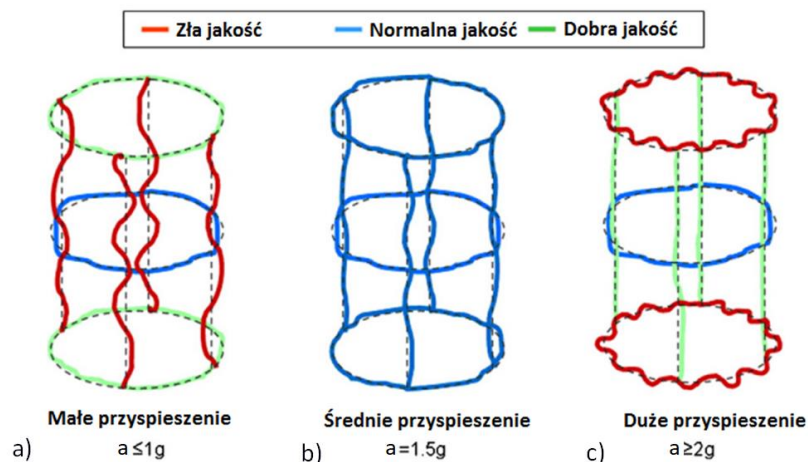 Zła jakość Normalna jakość Dobra jakość
Małe przyspieszenie Średnie przyspieszenie Duże przyspieszenie
a) a≤1g b) a=1.5g c) a≥2g